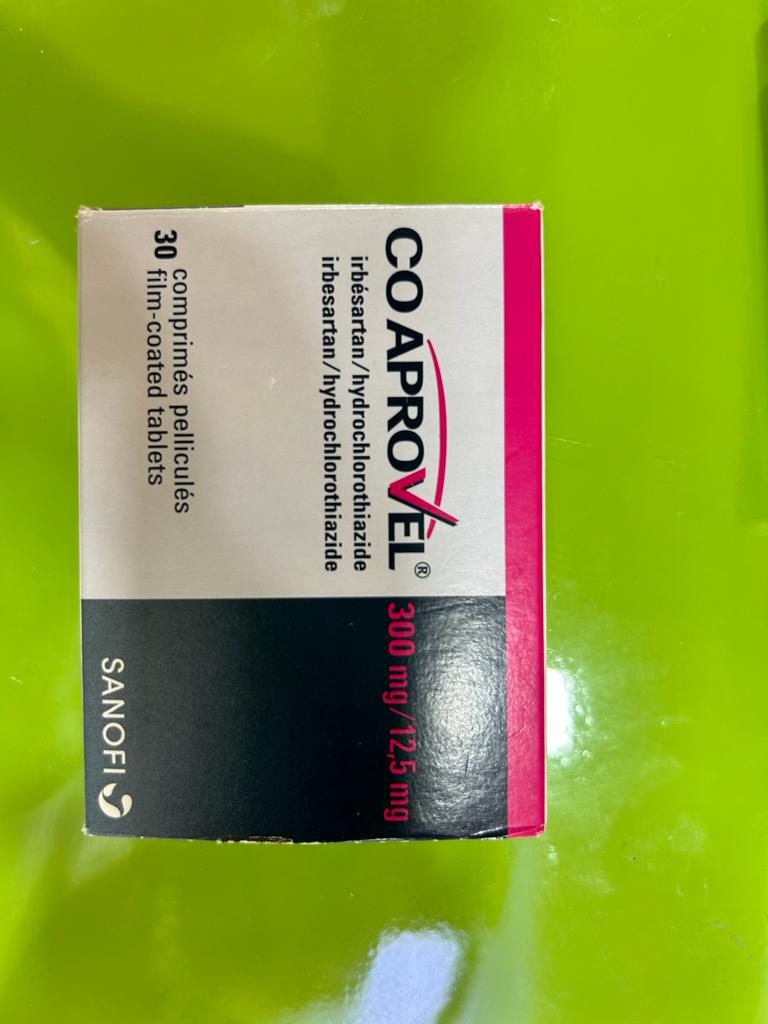 CO APROVEL®
300 mg/12,5 mg
irbésartan/hydrochlorothiazide
irbesartan/hydrochlorothiazide
30 comprimés pelliculés
film-coated tablets
SANOFI